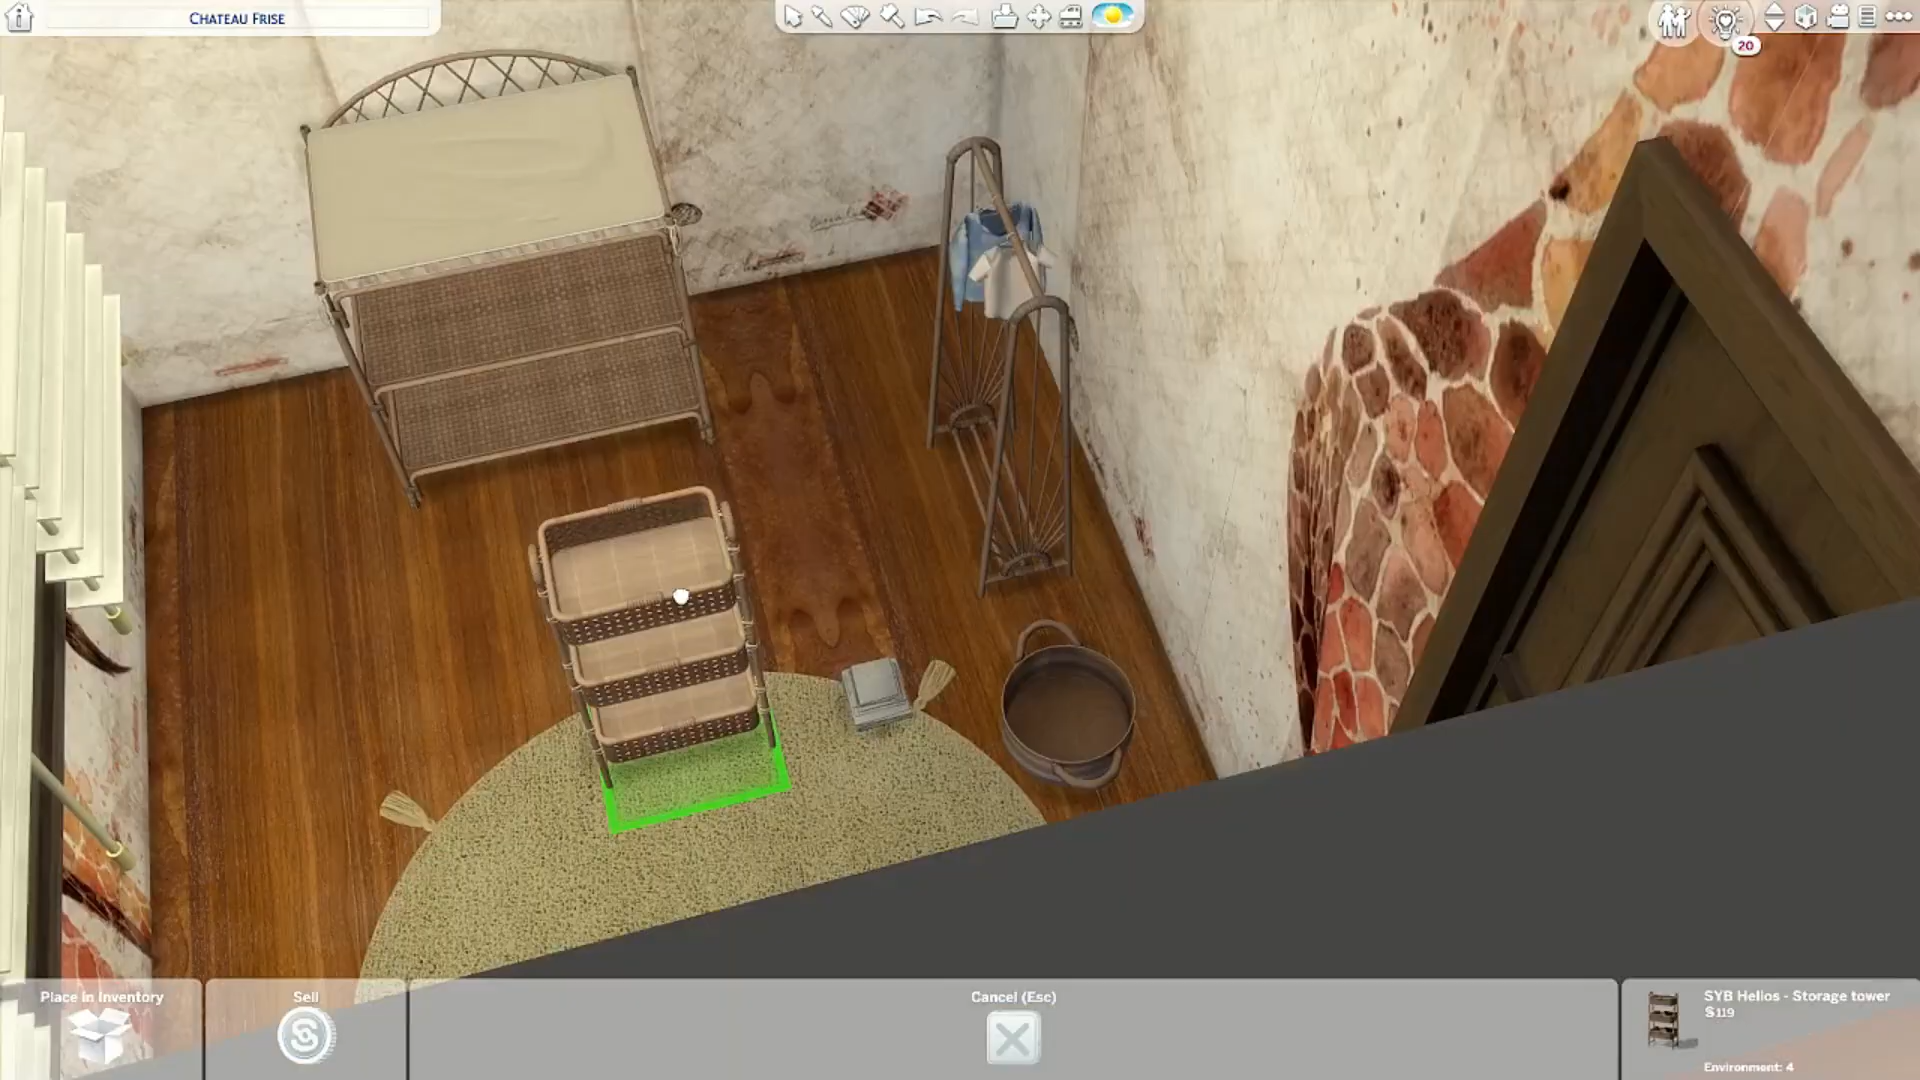 CHATEAU FRISE
20
Place in Inventory
Sell
Cancel (Esc)
SYB Helios - Storage tower
§119
Environment: 4